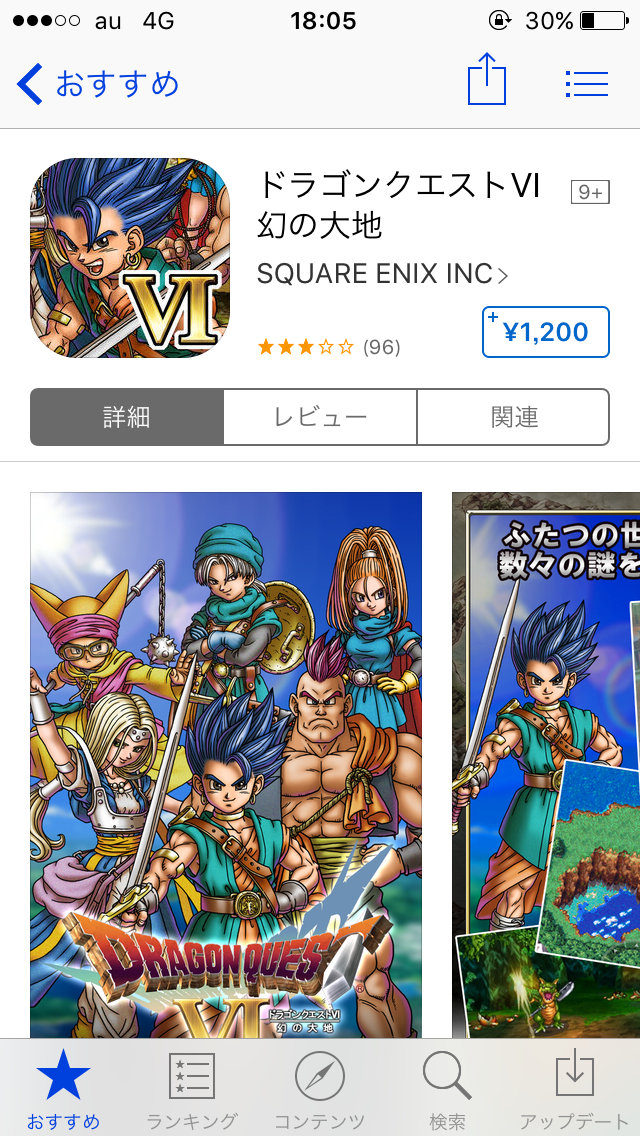 au 4G 18:05 30%
おすすめ
ドラゴンクエストVI
幻の大地
9+
SQUARE ENIX INC
(96)
+ ¥1,200
詳細 レビュー 関連
VI
ふたつの世
数々の謎を
DRAGON QUEST
VI
ドラゴンクエストVI
幻の大地
おすすめ ランキング コンテンツ 検索 アップデート